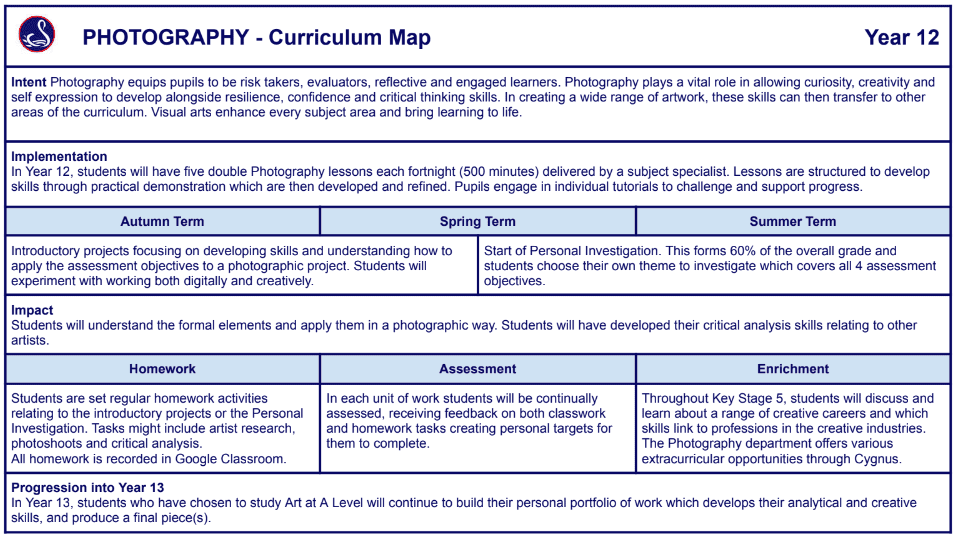 PHOTOGRAPHY - Curriculum Map
Year 12
Intent Photography equips pupils to be risk takers, evaluators, reflective and engaged learners. Photography plays a vital role in allowing curiosity, creativity and
self expression to develop alongside resilience, confidence and critical thinking skills. In creating a wide range of artwork, these skills can then transfer to other
areas of the curriculum. Visual arts enhance every subject area and bring learning to life.
Implementation
In Year 12, students will have five double Photography lessons each fortnight (500 minutes) delivered by a subject specialist. Lessons are structured to develop
skills through practical demonstration which are then developed and refined. Pupils engage in individual tutorials to challenge and support progress.
Autumn Term
Spring Term
Summer Term
Introductory projects focusing on developing skills and understanding how to
apply the assessment objectives to a photographic project. Students will
experiment with working both digitally and creatively.
Start of Personal Investigation. This forms 60% of the overall grade and
students choose their own theme to investigate which covers all 4 assessment
objectives.
Impact
Students will understand the formal elements and apply them in a photographic way. Students will have developed their critical analysis skills relating to other
artists.
Homework
Assessment
Enrichment
Students are set regular homework activities
relating to the introductory projects or the Personal
Investigation. Tasks might include artist research,
photoshoots and critical analysis.
All homework is recorded in Google Classroom.
In each unit of work students will be continually
assessed, receiving feedback on both classwork
and homework tasks creating personal targets for
them to complete.
Throughout Key Stage 5, students will discuss and
learn about a range of creative careers and which
skills link to professions in the creative industries.
The Photography department offers various
extracurricular opportunities through Cygnus.
Progression into Year 13
In Year 13, students who have chosen to study Art at A Level will continue to build their personal portfolio of work which develops their analytical and creative
skills, and produce a final piece(s).